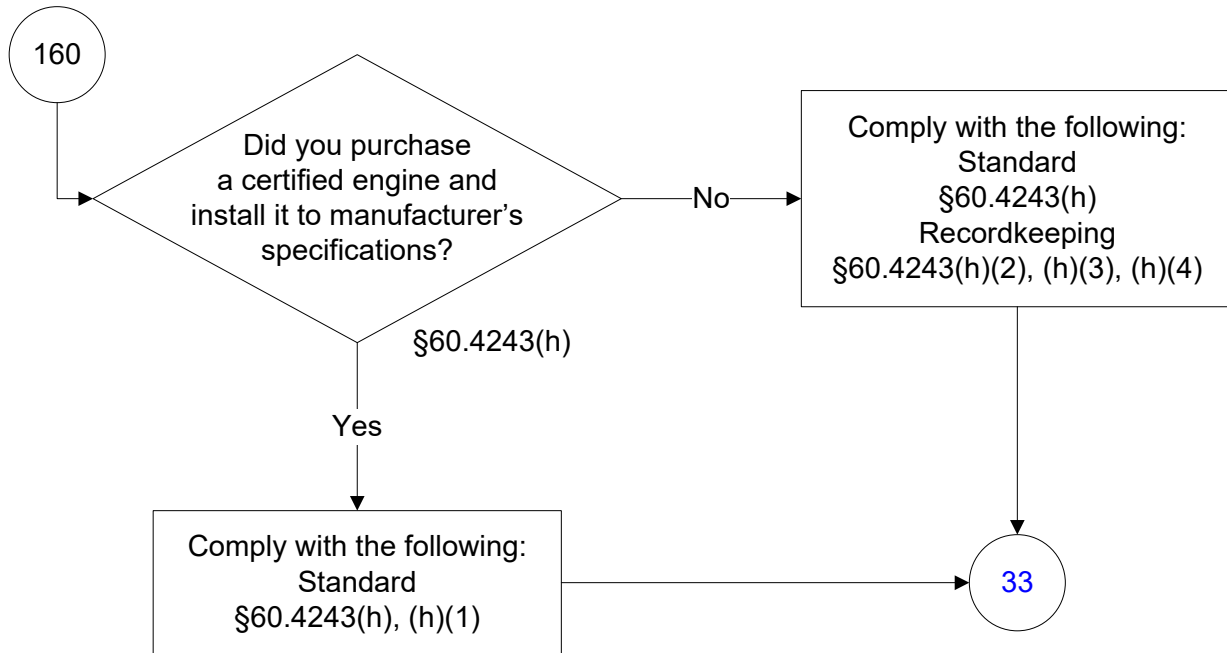 160
Did you purchase
a certified engine and
install it to manufacturer’s
specifications?
§60.4243(h)
No
Comply with the following:
Standard
§60.4243(h)
Recordkeeping
§60.4243(h)(2), (h)(3), (h)(4)
Yes
Comply with the following:
Standard
§60.4243(h), (h)(1)
33